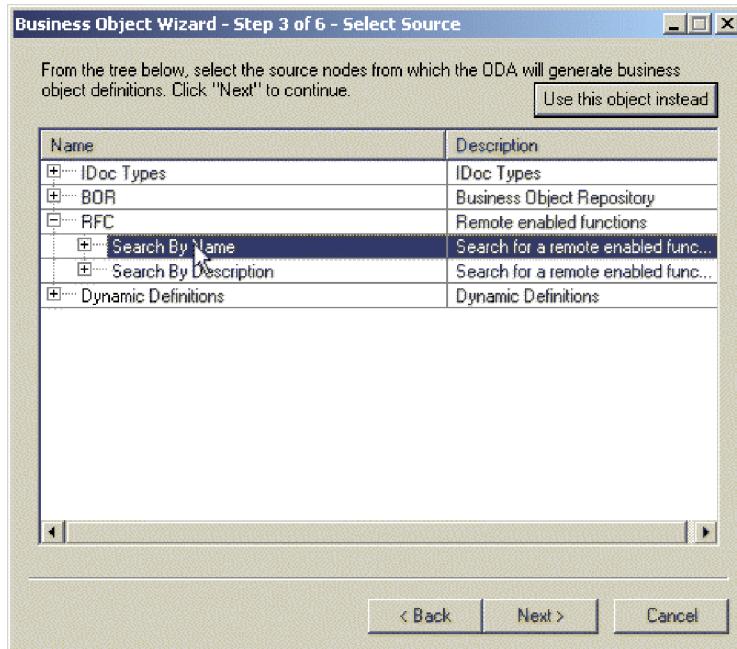 Business Object Wizard - Step 3 of 6 - Select Source
From the tree below, select the source nodes from which the ODA will generate business
object definitions. Click "Next" to continue.
Use this object instead
Name Description
IDoc Types IDoc Types
BOR Business Object Repository
RFC Remote enabled functions
Search By Name Search for a remote enabled func...
Search By Description Search for a remote enabled func...
Dynamic Definitions Dynamic Definitions
< Back Next > Cancel